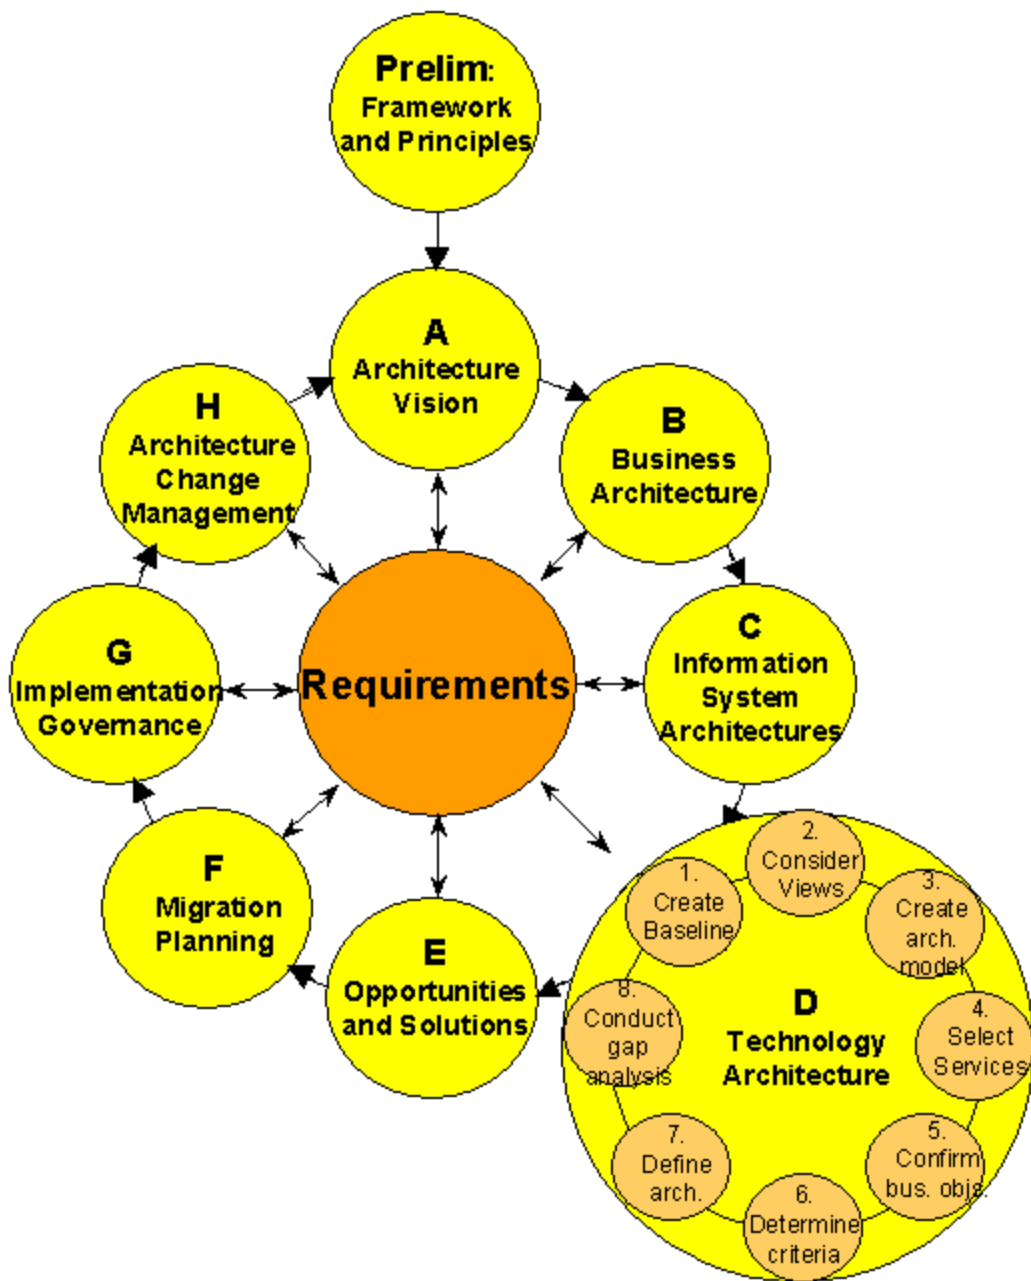 Prelim:
Framework
and Principles
A
Architecture
Vision
H
Architecture
Change
Management
B
Business
Architecture
G
Implementation
Governance
Requirements
C
Information
System
Architectures
F
Migration
Planning
E
Opportunities
and Solutions
D
Technology
Architecture
1.
Create
Baseline
2.
Consider
Views
3.
Create
arch.
model
4.
Select
Services
5.
Confirm
bus. objs.
6.
Determine
criteria
7.
Define
arch.
8.
Conduct
gap
analysis